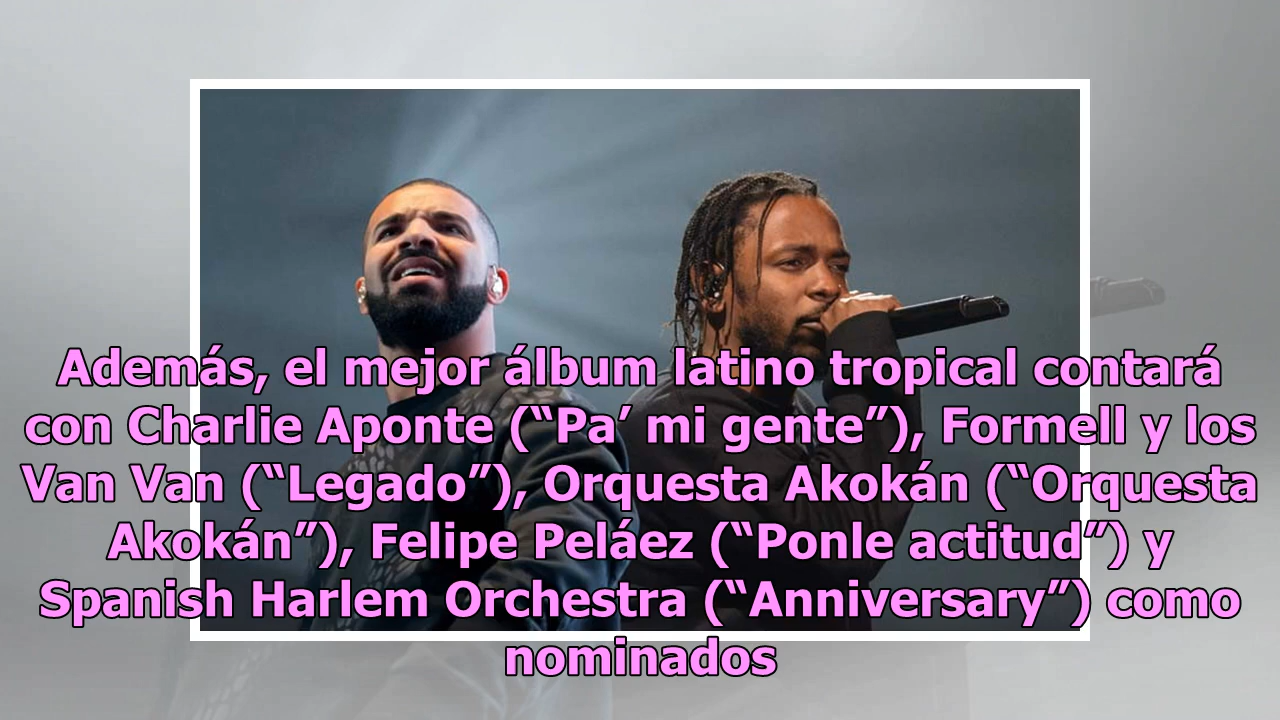 Además, el mejor álbum latino tropical contará
con Charlie Aponte (“Pa’ mi gente”), Formell y los
Van Van (“Legado”), Orquesta Akokán (“Orquesta
Akokán”), Felipe Peláez (“Ponle actitud”) y
Spanish Harlem Orchestra (“Anniversary”) como
nominados